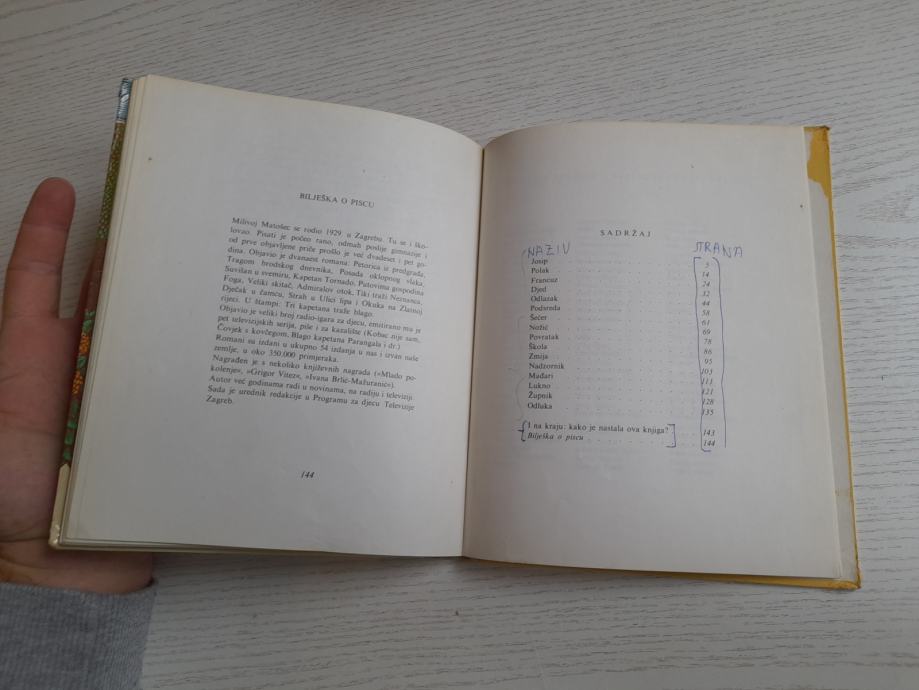 BILJEŠKA O PISCU
Milivoj Matošec se rodio 1929. u Zagrebu. Tu se i ško-
lovao. Pisati je počeo rano, odmah poslije gimnazije i
od prve objavljene priče prošlo je već dvadeset i pet go-
dina. Objavio je dvanaest romana: Petorica iz predgrađa,
Tragom brodskog dnevnika, Posada oklopnog vlaka,
Suvišan u svemiru, Kapetan Tornado, Putovima gospodina
Foga, Veliki skitač, Admiralov otok, Tiki traži Neznanca,
Dječak u čamcu, Strah u Ulici lipa i Okuka na Zlatnoj
rijeci. U štampi: Tri kapetana traže blago.
Objavio je veliki broj radio-igara za djecu, emitirano mu je
pet televizijskih serija, piše i za kazalište (Kobac nije sam,
Čovjek s kovčegom, Blago kapetana Parangala i dr.)
Romani su izdani u ukupno 54 izdanja u nas i izvan naše
zemlje, u oko 350.000 primjeraka.
Nagrađen je s nekoliko književnih nagrada (»Mlado po-
kolenje«, »Grigor Vitez«, »Ivana Brlić-Mažuranić«).
Autor već godinama radi u novinama, na radiju i televiziji.
Sada je urednik redakcije u Programu za djecu Televizije
Zagreb.
144
SADRŽAJ
NAZIV STRANA
Josip 5
Polak 14
Francuz 24
Djed 32
Odlazak 44
Podsreda 58
Šećer 61
Nožić 69
Povratak 78
Škola 86
Zmija 95
Nadzornik 103
Mađari 111
Lukno 121
Župnik 128
Odluka 135
I na kraju: kako je nastala ova knjiga? 143
Bilješka o piscu 144